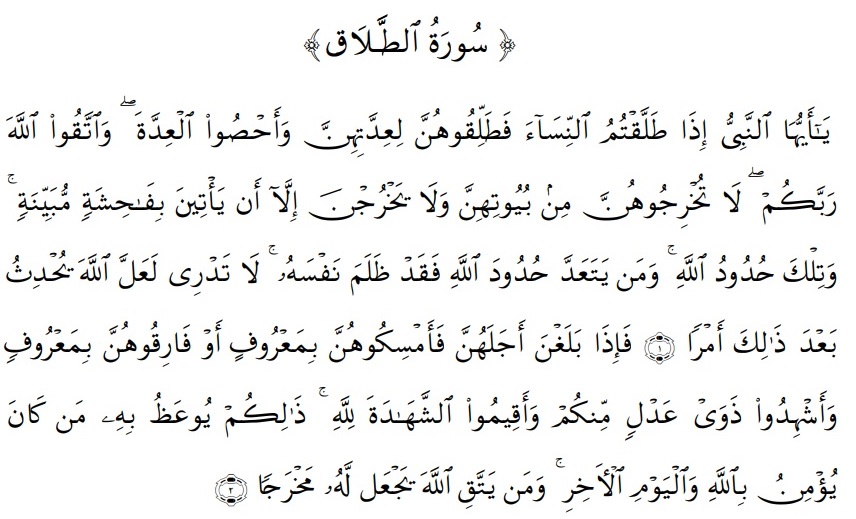 ﴿ سُورَةُ ٱلطَّلَاق ﴾
يَـٰٓأَيُّهَا ٱلنَّبِىُّ إِذَا طَلَّقْتُمُ ٱلنِّسَآءَ فَطَلِّقُوهُنَّ لِعِدَّتِهِنَّ وَأَحْصُوا۟ ٱلْعِدَّةَ ۖ وَٱتَّقُوا۟ ٱللَّهَ
رَبَّكُمْ ۖ لَا تُخْرِجُوهُنَّ مِنۢ بُيُوتِهِنَّ وَلَا يَخْرُجْنَ إِلَّآ أَن يَأْتِينَ بِفَـٰحِشَةٍ مُّبَيِّنَةٍ ۚ
وَتِلْكَ حُدُودُ ٱللَّهِ ۚ وَمَن يَتَعَدَّ حُدُودَ ٱللَّهِ فَقَدْ ظَلَمَ نَفْسَهُۥ ۚ لَا تَدْرِى لَعَلَّ ٱللَّهَ يُحْدِثُ
بَعْدَ ذَٰلِكَ أَمْرًا ١ فَإِذَا بَلَغْنَ أَجَلَهُنَّ فَأَمْسِكُوهُنَّ بِمَعْرُوفٍ أَوْ فَارِقُوهُنَّ بِمَعْرُوفٍ
وَأَشْهِدُوا۟ ذَوَىْ عَدْلٍ مِّنكُمْ وَأَقِيمُوا۟ ٱلشَّهَـٰدَةَ لِلَّهِ ۚ ذَٰلِكُمْ يُوعَظُ بِهِۦ مَن كَانَ
يُؤْمِنُ بِٱللَّهِ وَٱلْيَوْمِ ٱلْـَٔاخِرِ ۚ وَمَن يَتَّقِ ٱللَّهَ يَجْعَل لَّهُۥ مَخْرَجًا ٢